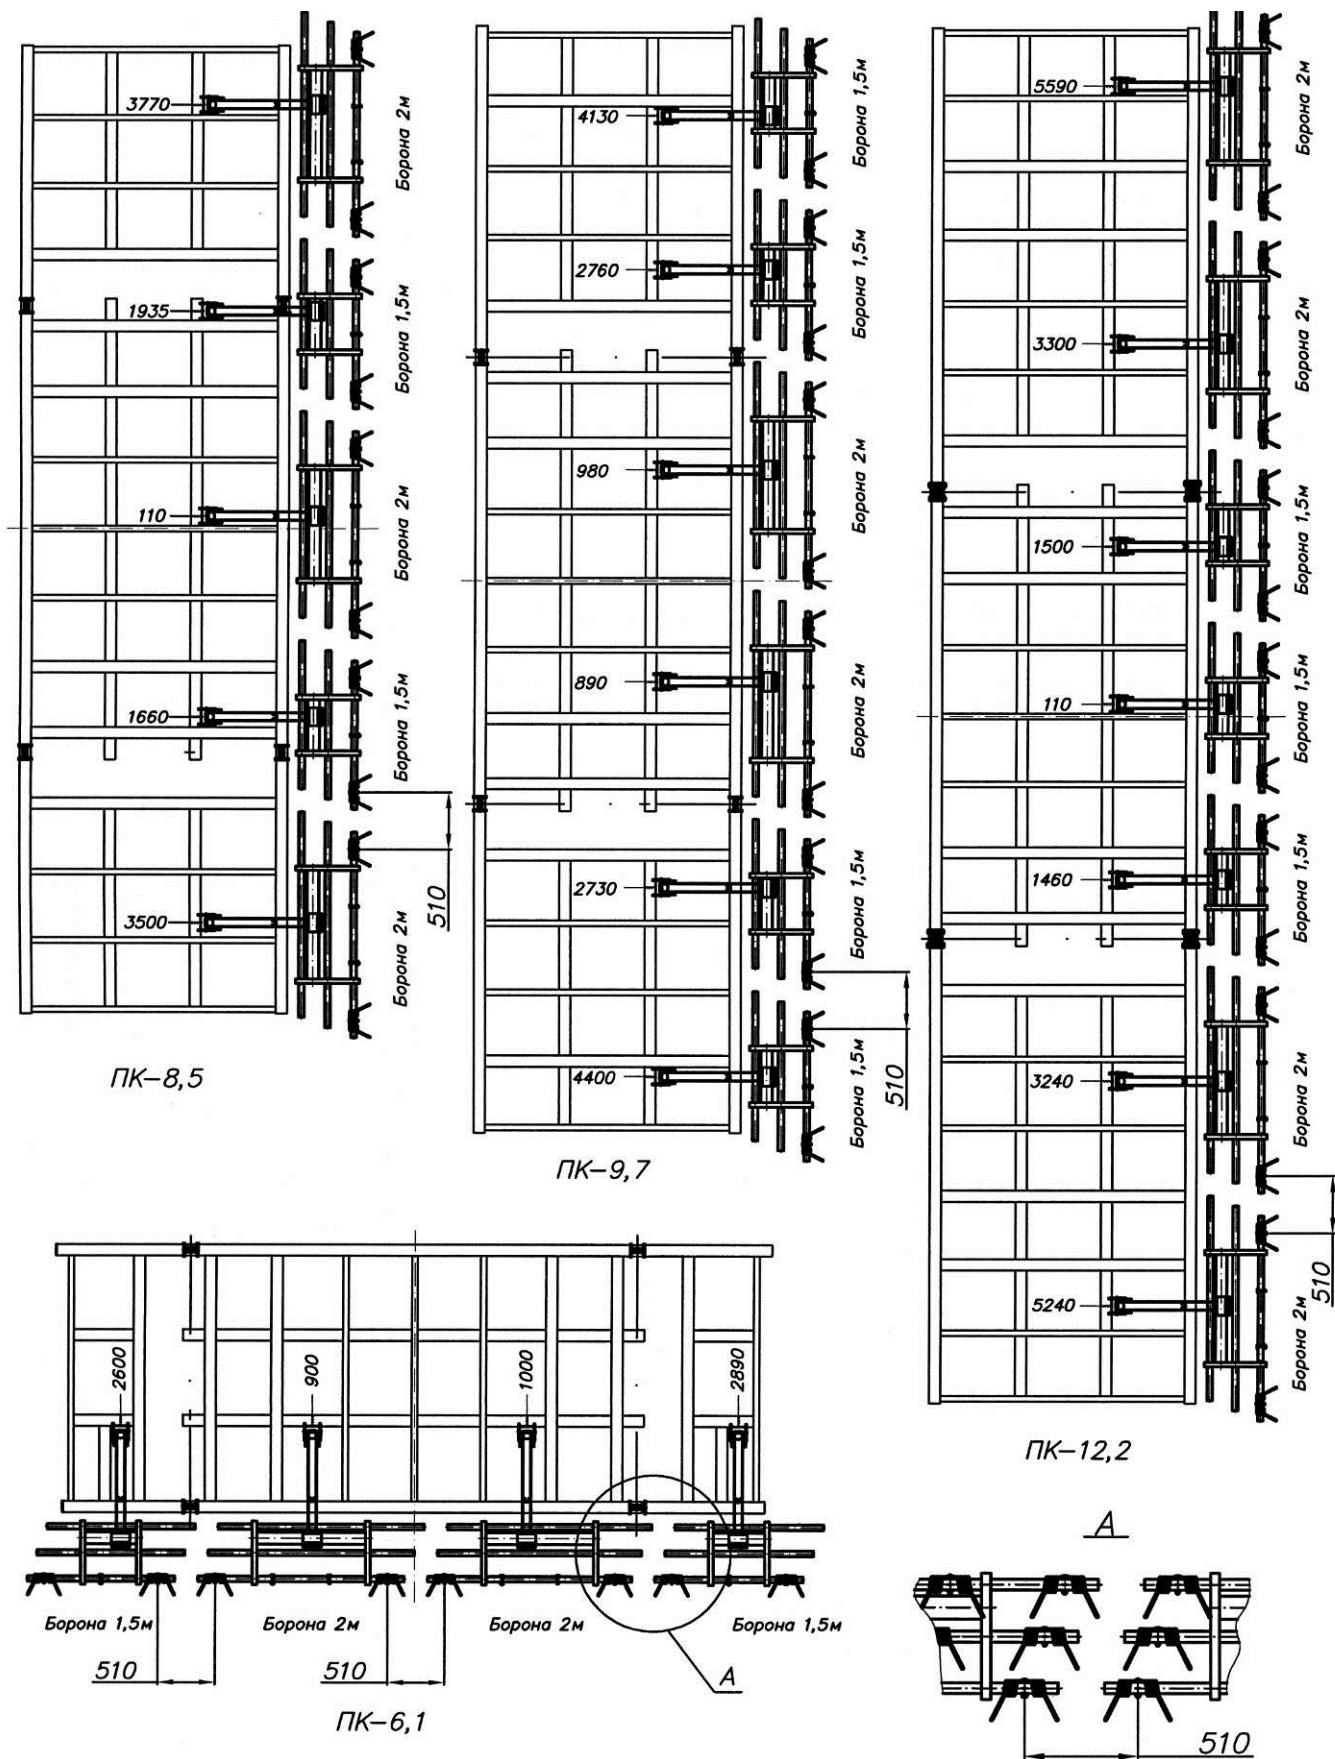 3770
Борона 2м
1935
Борона 1,5м
110
Борона 2м
1660
Борона 1,5м
3500
Борона 2м
510
ПК-8,5
4130
Борона 1,5м
2760
Борона 1,5м
980
Борона 2м
890
Борона 2м
2730
Борона 1,5м
4400
Борона 1,5м
510
ПК-9,7
5590
Борона 2м
3300
Борона 2м
1500
Борона 1,5м
110
Борона 1,5м
1460
Борона 1,5м
3240
Борона 2м
5240
Борона 2м
510
ПК-12,2
2600
900
1000
2890
Борона 1,5м
Борона 2м
Борона 2м
Борона 1,5м
510
510
А
ПК-6,1
А
510